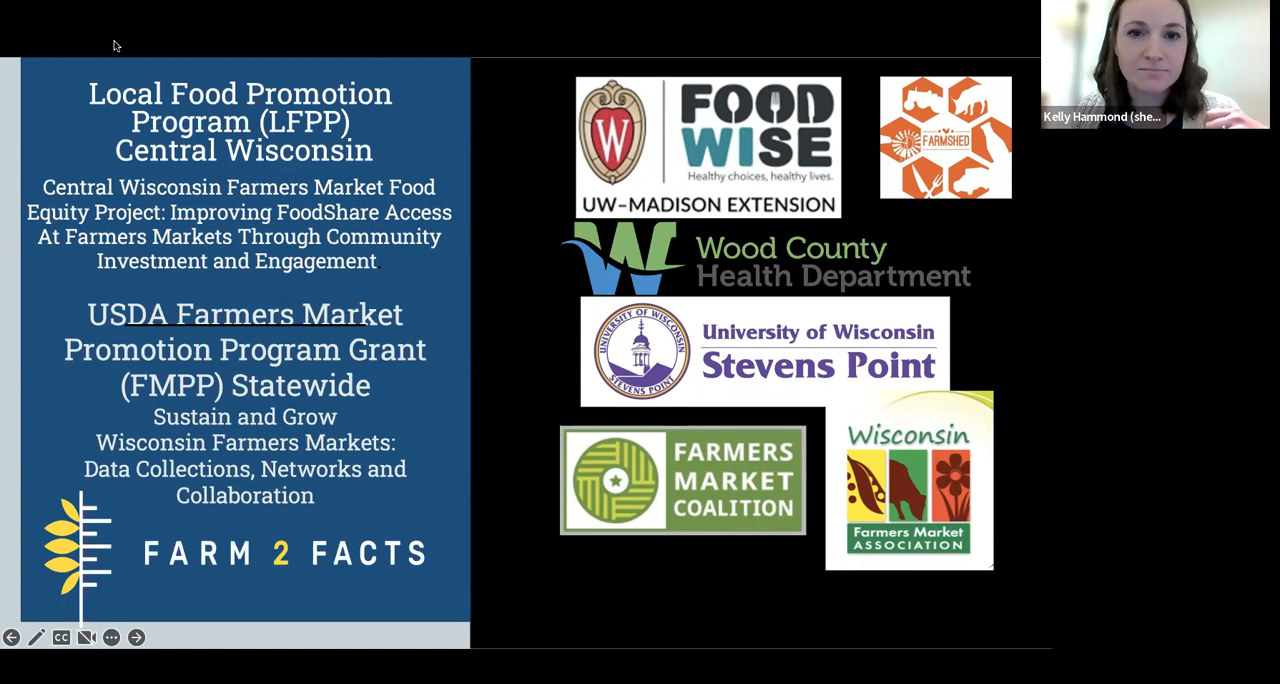 Local Food Promotion
Program (LFPP)
Central Wisconsin
Central Wisconsin Farmers Market Food
Equity Project: Improving FoodShare Access
At Farmers Markets Through Community
Investment and Engagement.
USDA Farmers Market
Promotion Program Grant
(FMPP) Statewide
Sustain and Grow
Wisconsin Farmers Markets:
Data Collections, Networks and
Collaboration
FARM 2 FACTS
CC
W
FOOD
WISE
Healthy choices, healthy lives.
UW–MADISON EXTENSION
FARMSHED
Wood County
Health Department
UNIVERSITY OF WISCONSIN
STEVENS POINT
University of Wisconsin
Stevens Point
FARMERS
MARKET
COALITION
Wisconsin
Farmers Market
ASSOCIATION
Kelly Hammond (she...